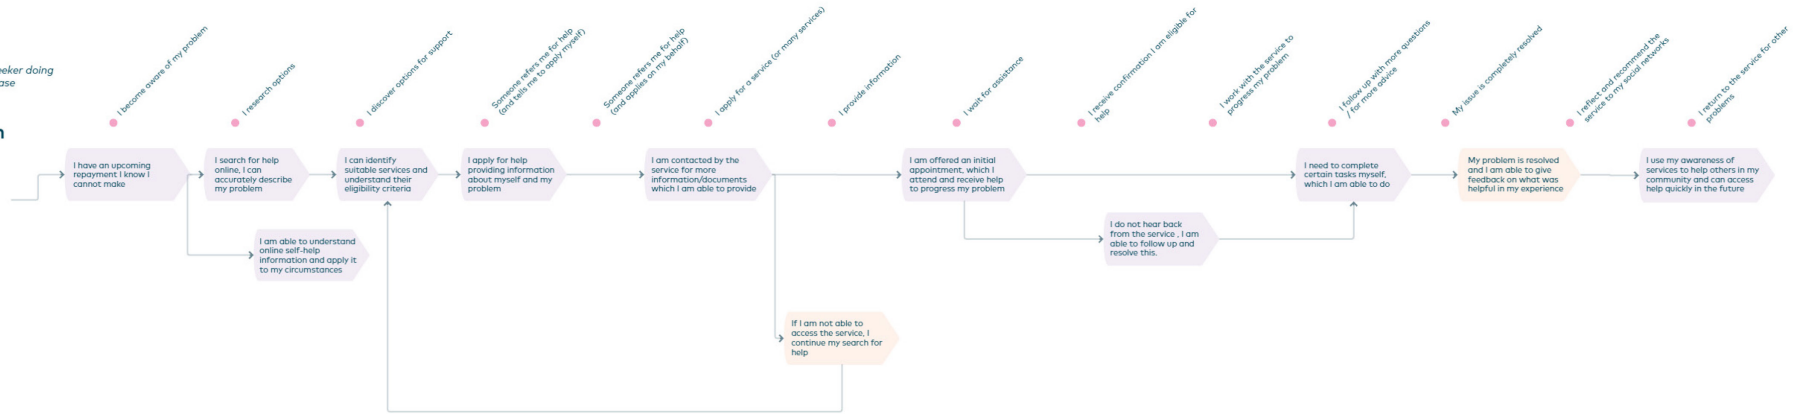 eeker doing
ase
n
I become aware of my problem
I research options
I discover options for support
Someone refers me for help
(and tells me to apply myself)
Someone refers me for help
(and applies on my behalf)
I apply for a service (or many services)
I provide information
I wait for assistance
I receive confirmation I am eligible for
help
I work with the service to
progress my problem
I follow up with more questions
/ for more advice
My issue is completely resolved
I reflect and recommend the
service to my social networks
I return to the service for other
problems
I have an upcoming
repayment I know I
cannot make
I search for help
online, I can
accurately describe
my problem
I can identify
suitable services and
understand their
eligibility criteria
I apply for help
providing information
about myself and my
problem
I am contacted by the
service for more
information/documents
which I am able to provide
I am offered an initial
appointment, which I
attend and receive help
to progress my problem
I need to complete
certain tasks myself,
which I am able to do
My problem is resolved
and I am able to give
feedback on what was
helpful in my experience
I use my awareness of
services to help others in my
community and can access
help quickly in the future
I am able to understand
online self-help
information and apply it
to my circumstances
I do not hear back
from the service , I am
able to follow up and
resolve this.
If I am not able to
access the service, I
continue my search for
help